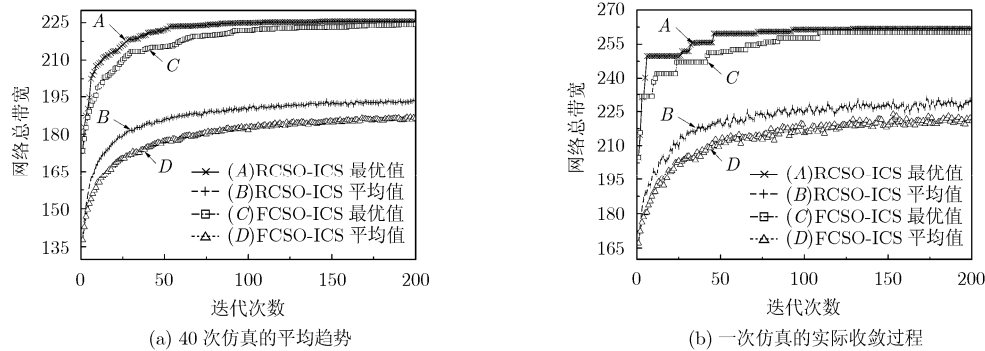 225
210
195
180
165
150
135
网络总带宽
A
C
B
D
(A)RCSO-ICS 最优值
(B)RCSO-ICS 平均值
(C)FCSO-ICS 最优值
(D)FCSO-ICS 平均值
0 50 100 150 200
迭代次数
(a) 40 次仿真的平均趋势
270
255
240
225
210
195
180
165
网络总带宽
A
C
B
D
(A)RCSO-ICS 最优值
(B)RCSO-ICS 平均值
(C)FCSO-ICS 最优值
(D)FCSO-ICS 平均值
0 50 100 150 200
迭代次数
(b) 一次仿真的实际收敛过程